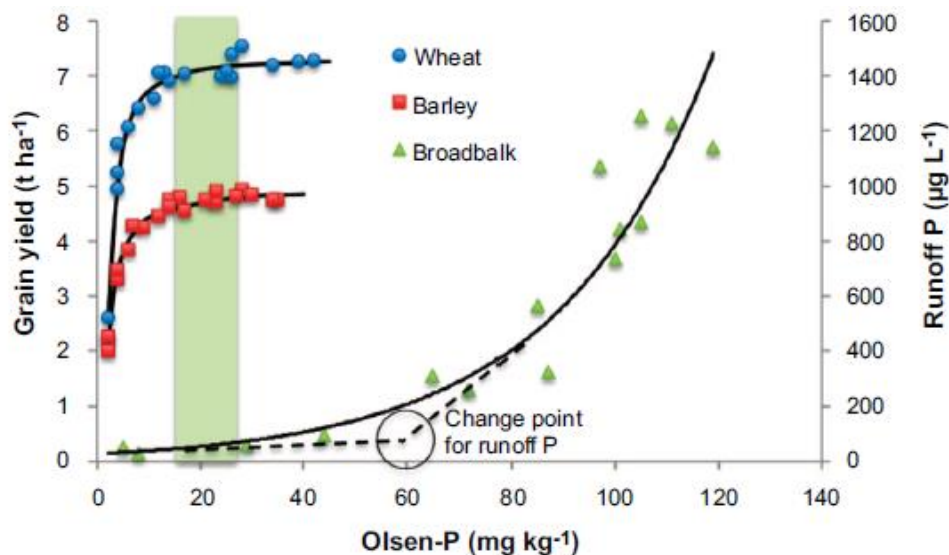 Grain yield (t ha⁻¹)
8
7
6
5
4
3
2
1
0
Wheat
Barley
Broadbalk
Change point
for runoff P
1600
1400
1200
1000
800
600
400
200
0
Runoff P (µg L⁻¹)
0 20 40 60 80 100 120 140
Olsen-P (mg kg⁻¹)